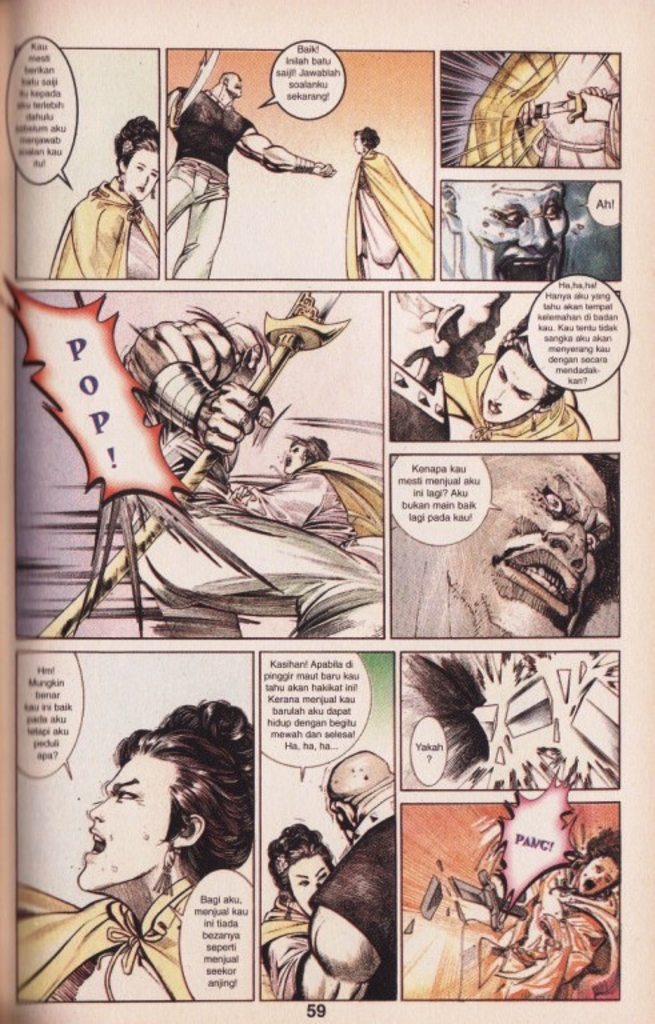 Kau
mesti
berikan
batu saiji
itu kepada
aku terlebih
dahulu
sebelum aku
menjawab
soalan kau
itu!
Baik!
Inilah batu
saiji! Jawablah
soalanku
sekarang!
Ah!
POP!
Ha,ha,ha!
Hanya aku yang
tahu akan tempat
kelemahan di badan
kau. Kau tentu tidak
sangka aku akan
menyerang kau
dengan secara
mendadak-
kan?
Kenapa kau
mesti menjual aku
ini lagi? Aku
bukan main baik
lagi pada kau!
Hm!
Mungkin
benar
kau ini baik
pada aku
tetapi aku
peduli
apa?
Bagi aku,
menjual kau
ini tiada
bezanya
seperti
menjual
seekor
anjing!
Kasihan! Apabila di
pinggir maut baru kau
tahu akan hakikat ini!
Kerana menjual kau
barulah aku dapat
hidup dengan begitu
mewah dan selesa!
Ha, ha, ha...
Yakah
?
PANG!
59